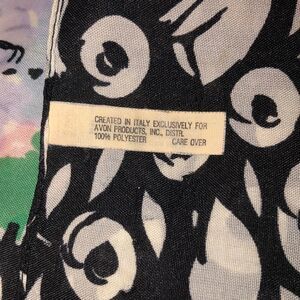 CREATED IN ITALY EXCLUSIVELY FOR
AVON PRODUCTS, INC., DISTR.
100% POLYESTER CARE OVER